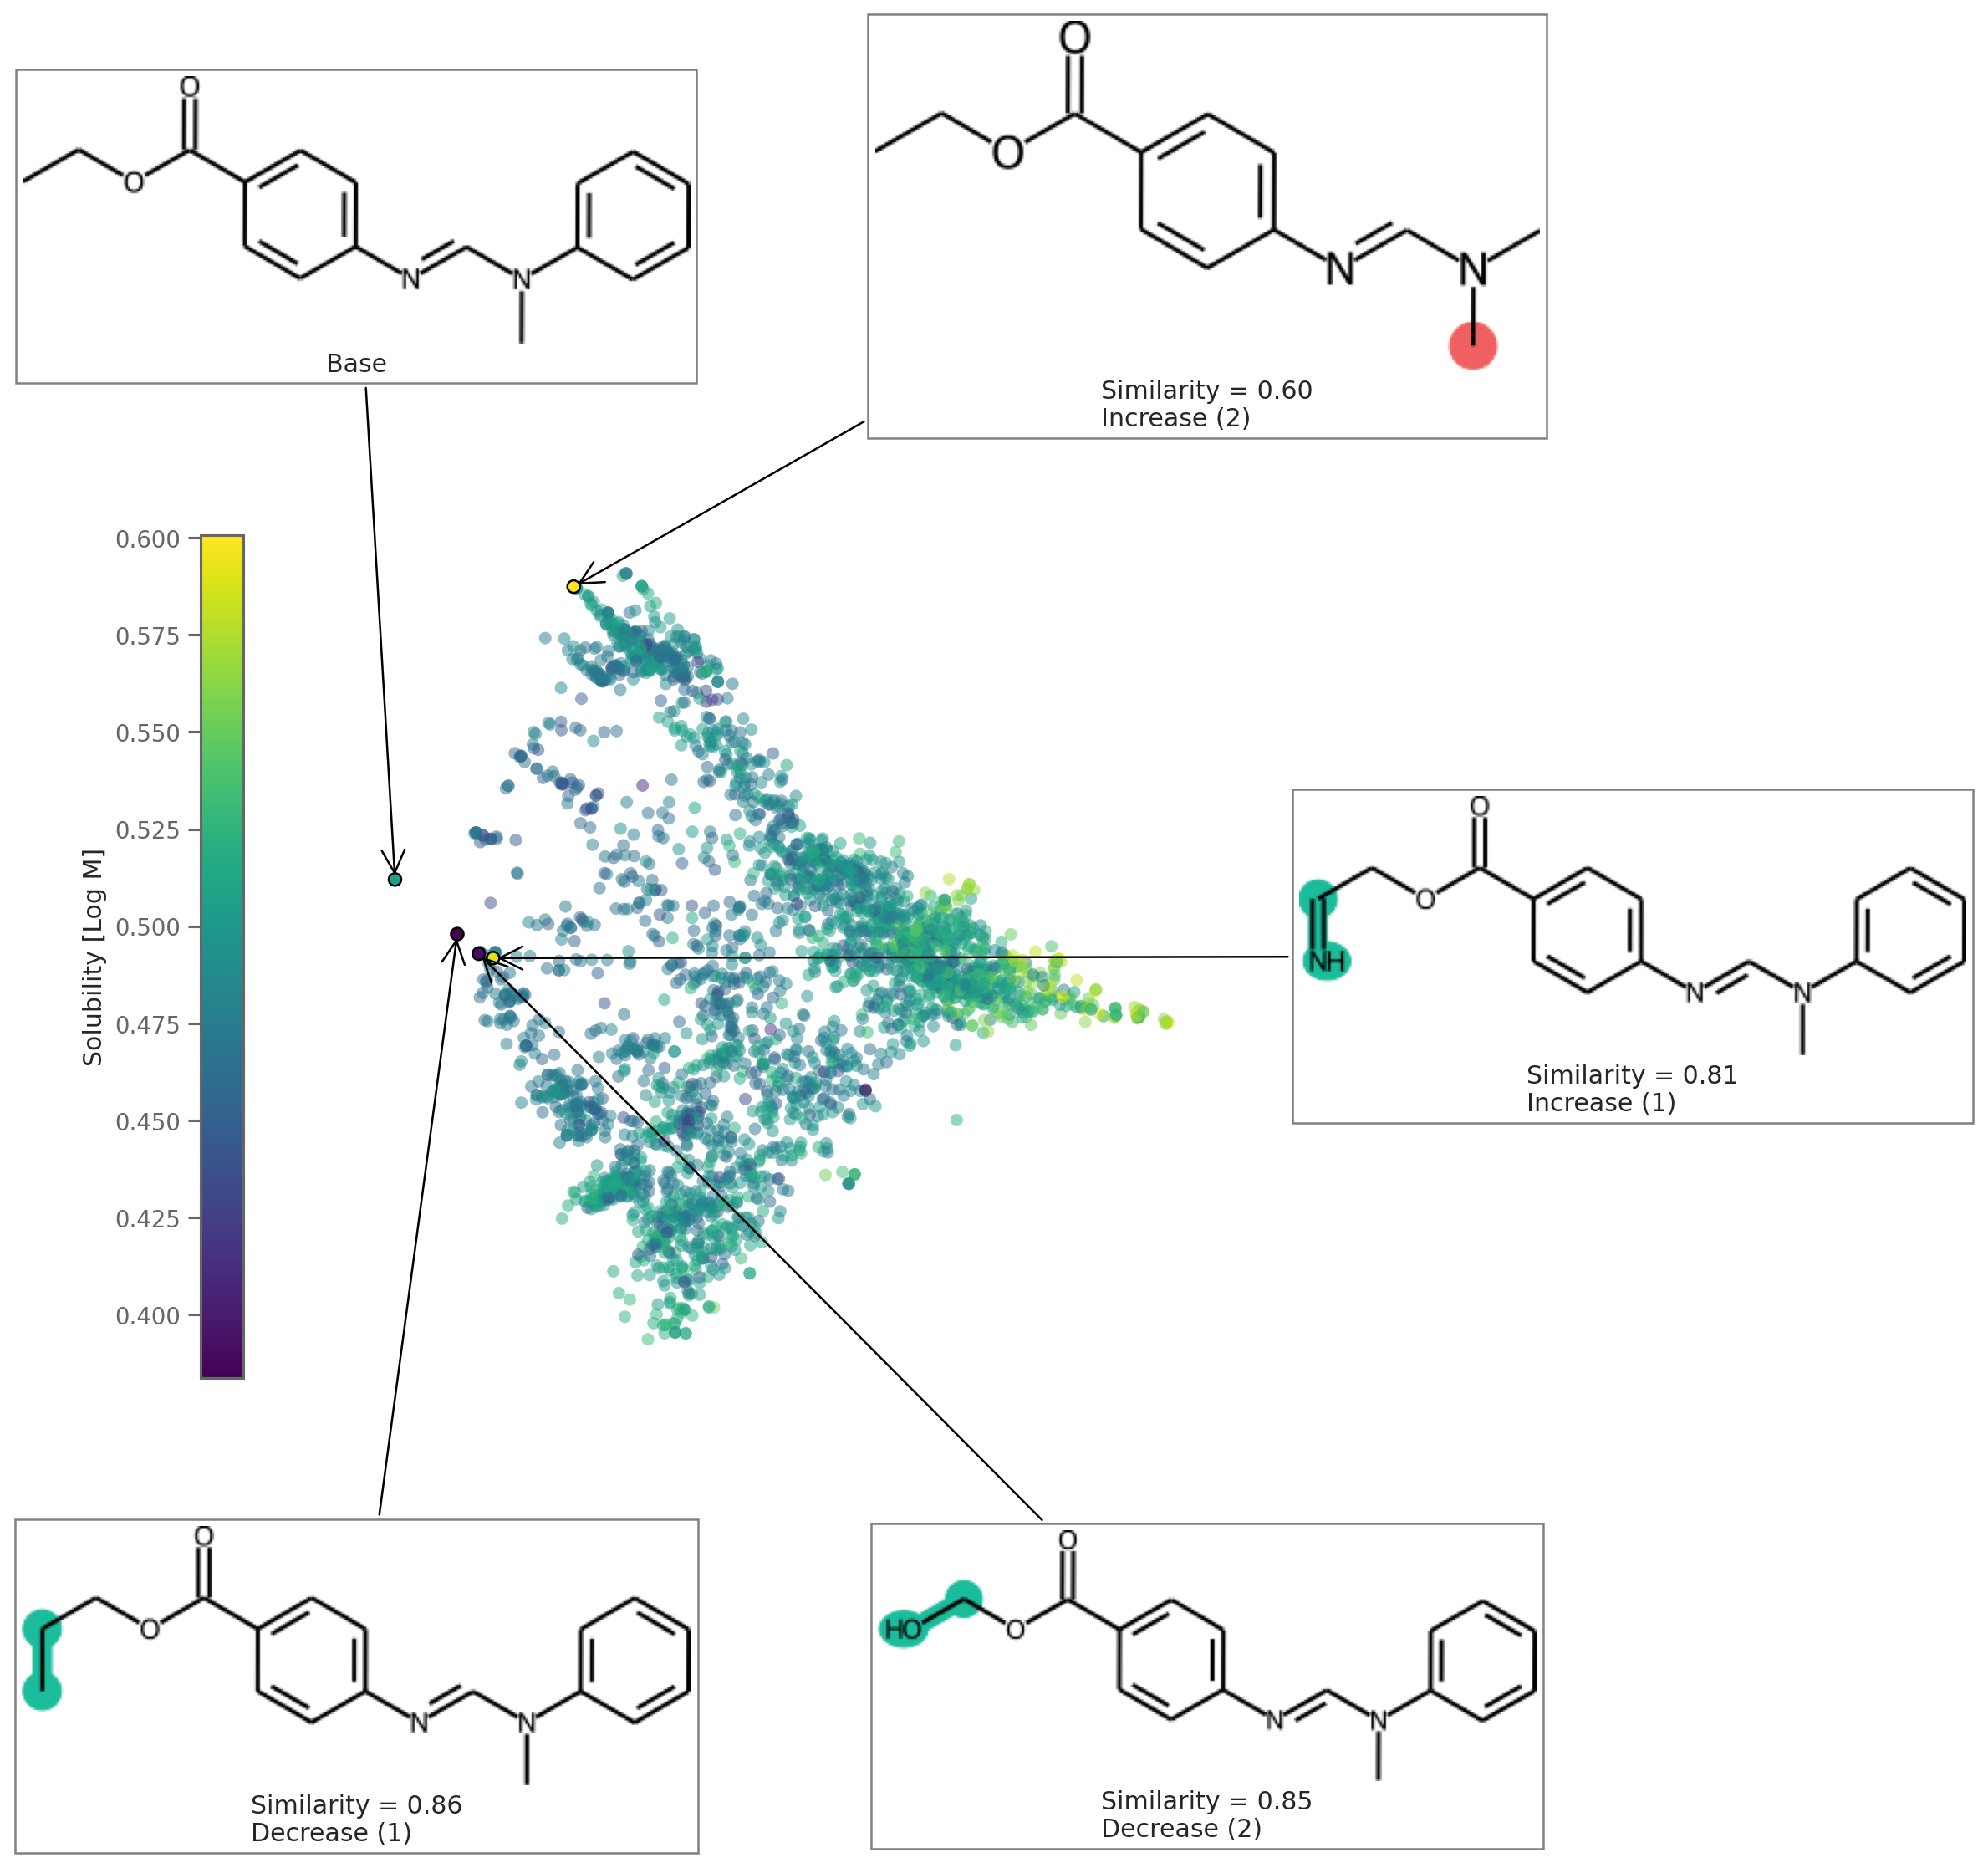 O
O
N
N
Base
O
O
N
N
Similarity = 0.60
Increase (2)
Solubility [Log M]
0.600
0.575
0.550
0.525
0.500
0.475
0.450
0.425
0.400
O
O
NH
N
N
Similarity = 0.81
Increase (1)
O
O
N
N
Similarity = 0.86
Decrease (1)
O
HO
O
N
N
Similarity = 0.85
Decrease (2)